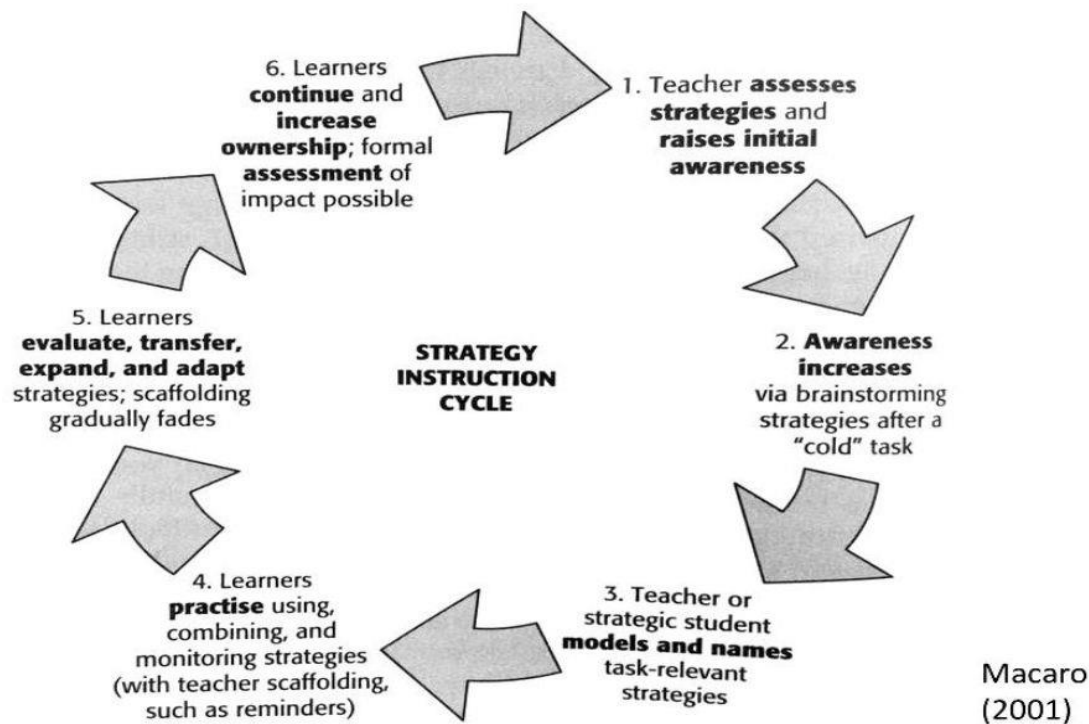 6. Learners
continue and
increase
ownership; formal
assessment of
impact possible
1. Teacher assesses
strategies and
raises initial
awareness
2. Awareness
increases
via brainstorming
strategies after a
“cold” task
3. Teacher or
strategic student
models and names
task-relevant
strategies
4. Learners
practise using,
combining, and
monitoring strategies
(with teacher scaffolding,
such as reminders)
5. Learners
evaluate, transfer,
expand, and adapt
strategies; scaffolding
gradually fades
STRATEGY
INSTRUCTION
CYCLE
Macaro
(2001)